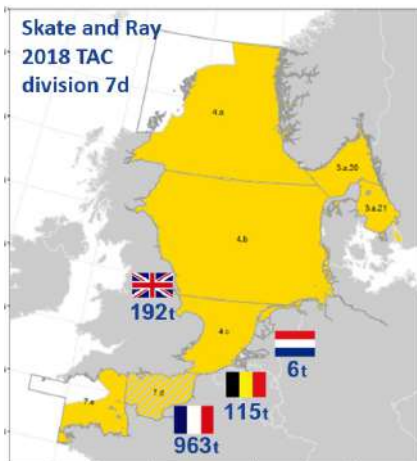 Skate and Ray
2018 TAC
division 7d
4.a
3.a.20
3.a.21
4.b
192t
4.c
6t
7.e
7.d
115t
963t